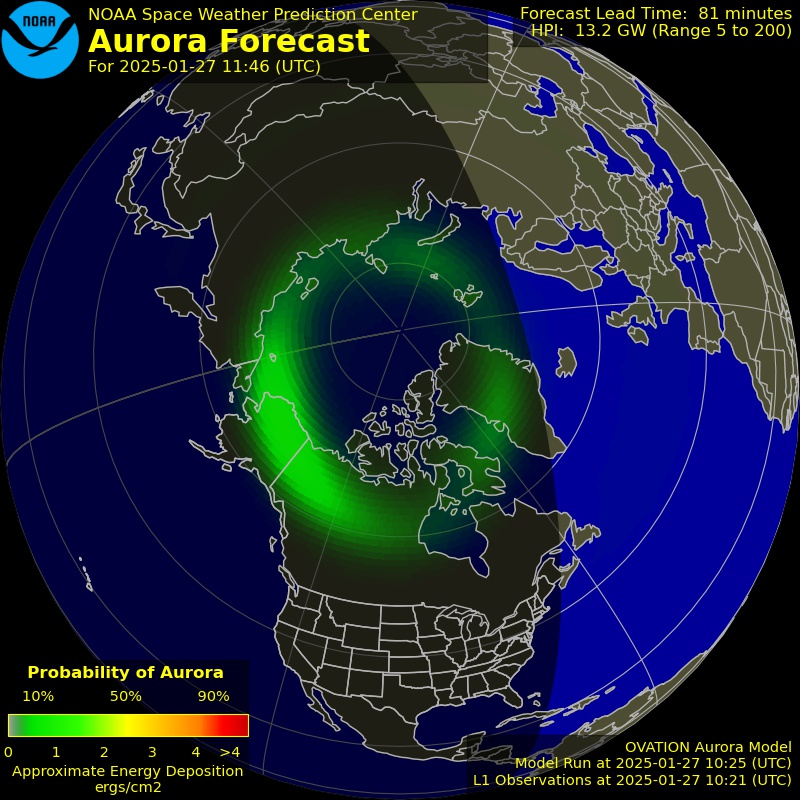 NOAA
NOAA Space Weather Prediction Center
Aurora Forecast
For 2025-01-27 11:46 (UTC)
Forecast Lead Time: 81 minutes
HPI: 13.2 GW (Range 5 to 200)
Probability of Aurora
10% 50% 90%
0 1 2 3 4 >4
Approximate Energy Deposition
ergs/cm2
OVATION Aurora Model
Model Run at 2025-01-27 10:25 (UTC)
L1 Observations at 2025-01-27 10:21 (UTC)